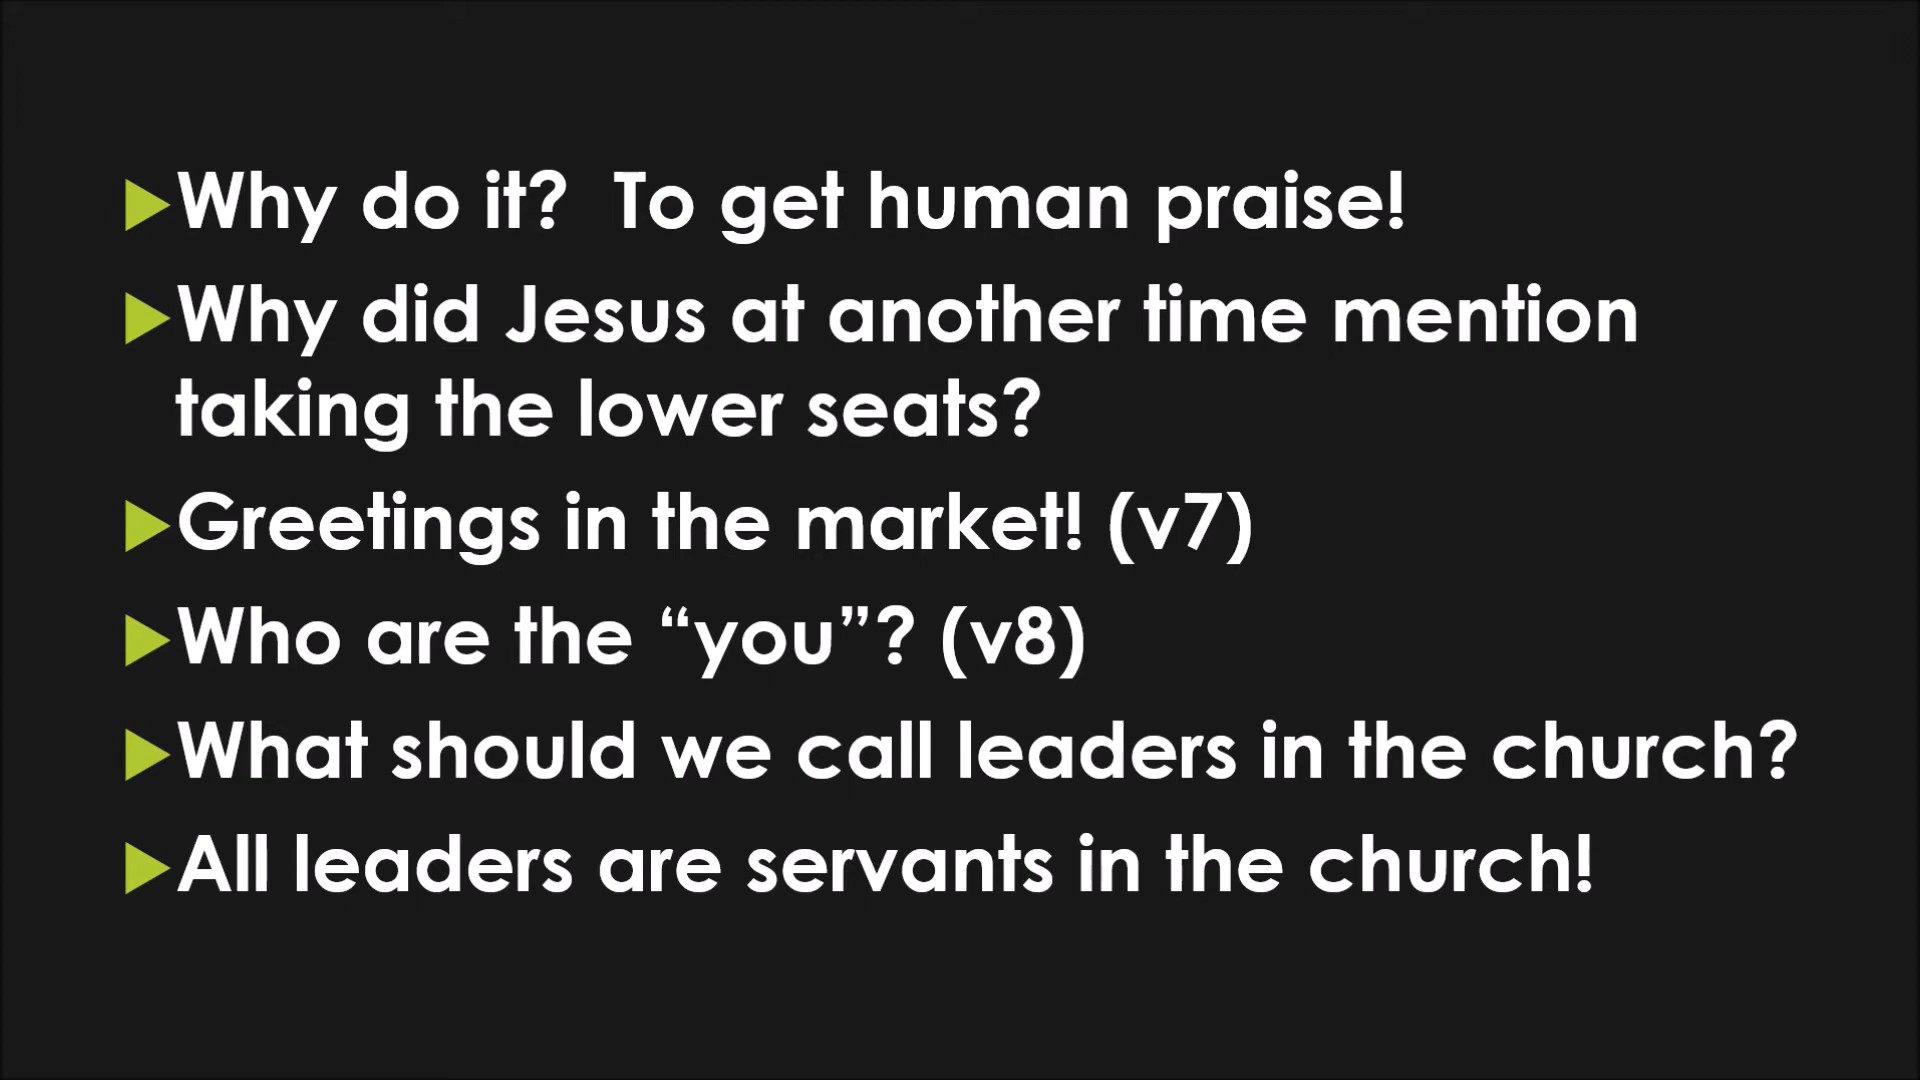 Why do it?  To get human praise!
Why did Jesus at another time mention
taking the lower seats?
Greetings in the market! (v7)
Who are the “you”? (v8)
What should we call leaders in the church?
All leaders are servants in the church!